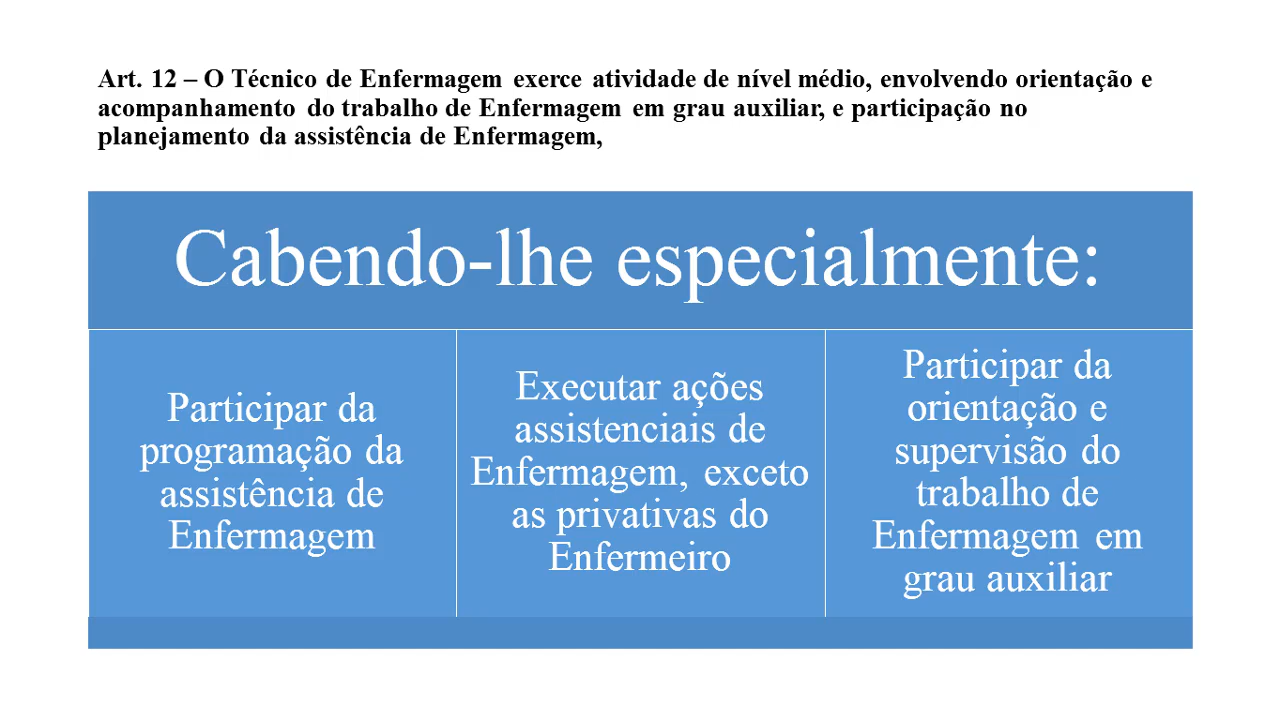 Art. 12 – O Técnico de Enfermagem exerce atividade de nível médio, envolvendo orientação e
acompanhamento do trabalho de Enfermagem em grau auxiliar, e participação no
planejamento da assistência de Enfermagem,
Cabendo-lhe especialmente:
Participar da
programação da
assistência de
Enfermagem
Executar ações
assistenciais de
Enfermagem, exceto
as privativas do
Enfermeiro
Participar da
orientação e
supervisão do
trabalho de
Enfermagem em
grau auxiliar